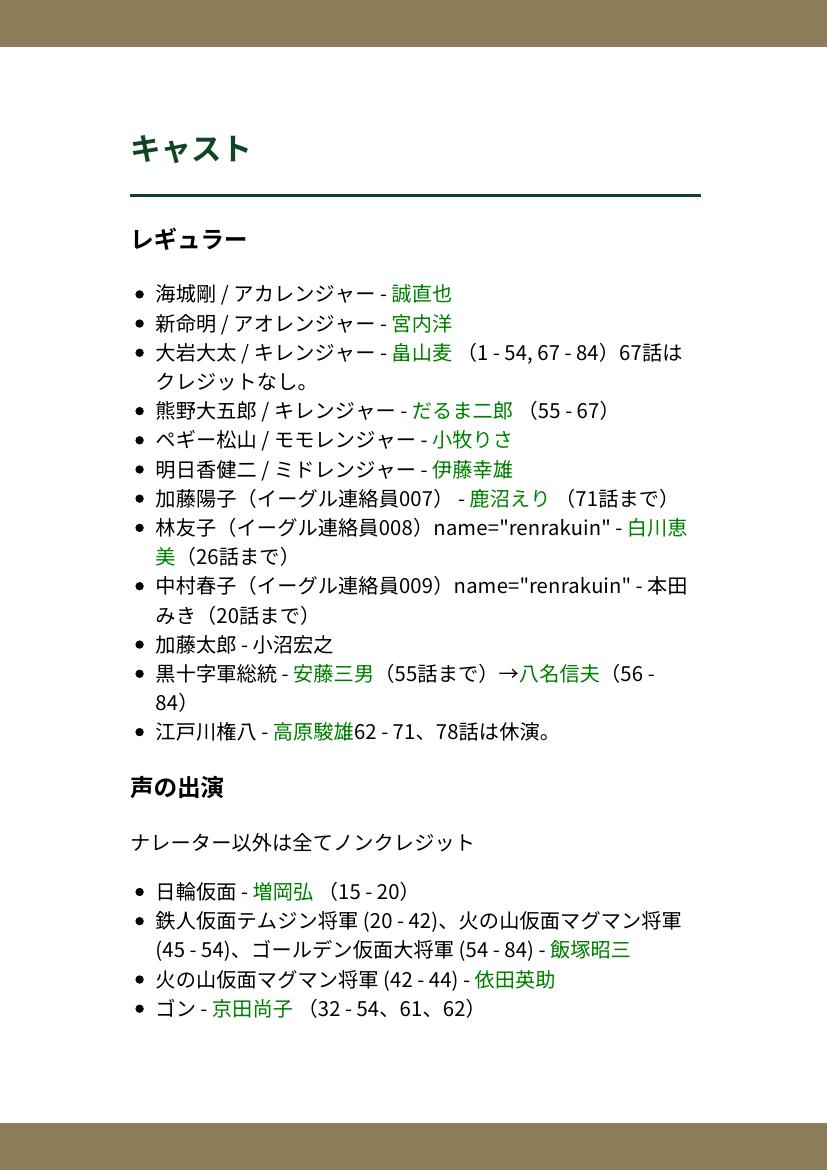 キャスト
レギュラー
海城剛 / アカレンジャー - 誠直也
新命明 / アオレンジャー - 宮内洋
大岩大太 / キレンジャー - 畠山麦 （1 - 54, 67 - 84）67話は
クレジットなし。
熊野大五郎 / キレンジャー - だるま二郎 （55 - 67）
ペギー松山 / モモレンジャー - 小牧りさ
明日香健二 / ミドレンジャー - 伊藤幸雄
加藤陽子（イーグル連絡員007） - 鹿沼えり （71話まで）
林友子（イーグル連絡員008）name="renrakuin" - 白川恵
美（26話まで）
中村春子（イーグル連絡員009）name="renrakuin" - 本田
みき（20話まで）
加藤太郎 - 小沼宏之
黒十字軍総統 - 安藤三男（55話まで）→八名信夫（56 -
84）
江戸川権八 - 高原駿雄62 - 71、78話は休演。
声の出演
ナレーター以外は全てノンクレジット
日輪仮面 - 増岡弘 （15 - 20）
鉄人仮面テムジン将軍 (20 - 42)、火の山仮面マグマン将軍
(45 - 54)、ゴールデン仮面大将軍 (54 - 84) - 飯塚昭三
火の山仮面マグマン将軍 (42 - 44) - 依田英助
ゴン - 京田尚子 （32 - 54、61、62）